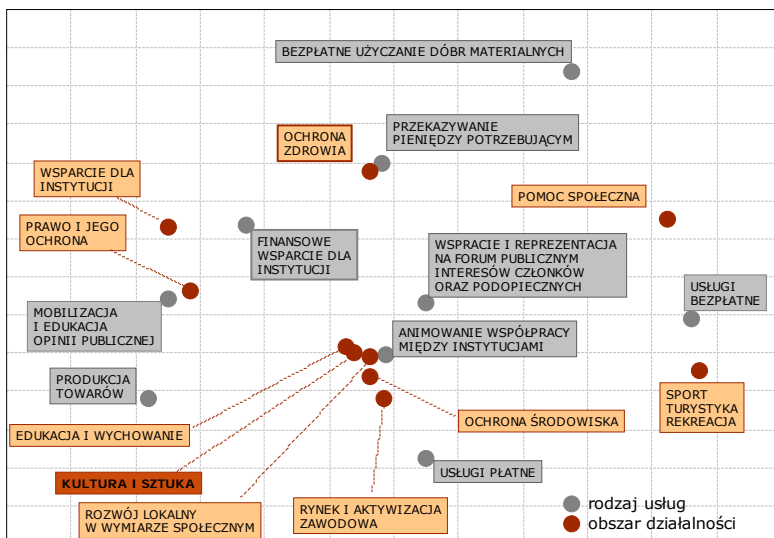 BEZPŁATNE UŻYCZANIE DÓBR MATERIALNYCH
OCHRONA
ZDROWIA
PRZEKAZYWANIE
PIENIĘDZY POTRZEBUJĄCYM
WSPARCIE DLA
INSTYTUCJI
POMOC SPOŁECZNA
PRAWO I JEGO
OCHRONA
FINANSOWE
WSPARCIE DLA
INSTYTUCJI
WSPRACIE I REPREZENTACJA
NA FORUM PUBLICZNYM
INTERESÓW CZŁONKÓW
ORAZ PODOPIECZNYCH
USŁUGI
BEZPŁATNE
MOBILIZACJA
I EDUKACJA
OPINII PUBLICZNEJ
ANIMOWANIE WSPÓŁPRACY
MIĘDZY INSTYTUCJAMI
PRODUKCJA
TOWARÓW
SPORT
TURYSTYKA
REKREACJA
EDUKACJA I WYCHOWANIE
OCHRONA ŚRODOWISKA
KULTURA I SZTUKA
USŁUGI PŁATNE
ROZWÓJ LOKALNY
W WYMIARZE SPOŁECZNYM
RYNEK I AKTYWIZACJA
ZAWODOWA
rodzaj usług
obszar działalności